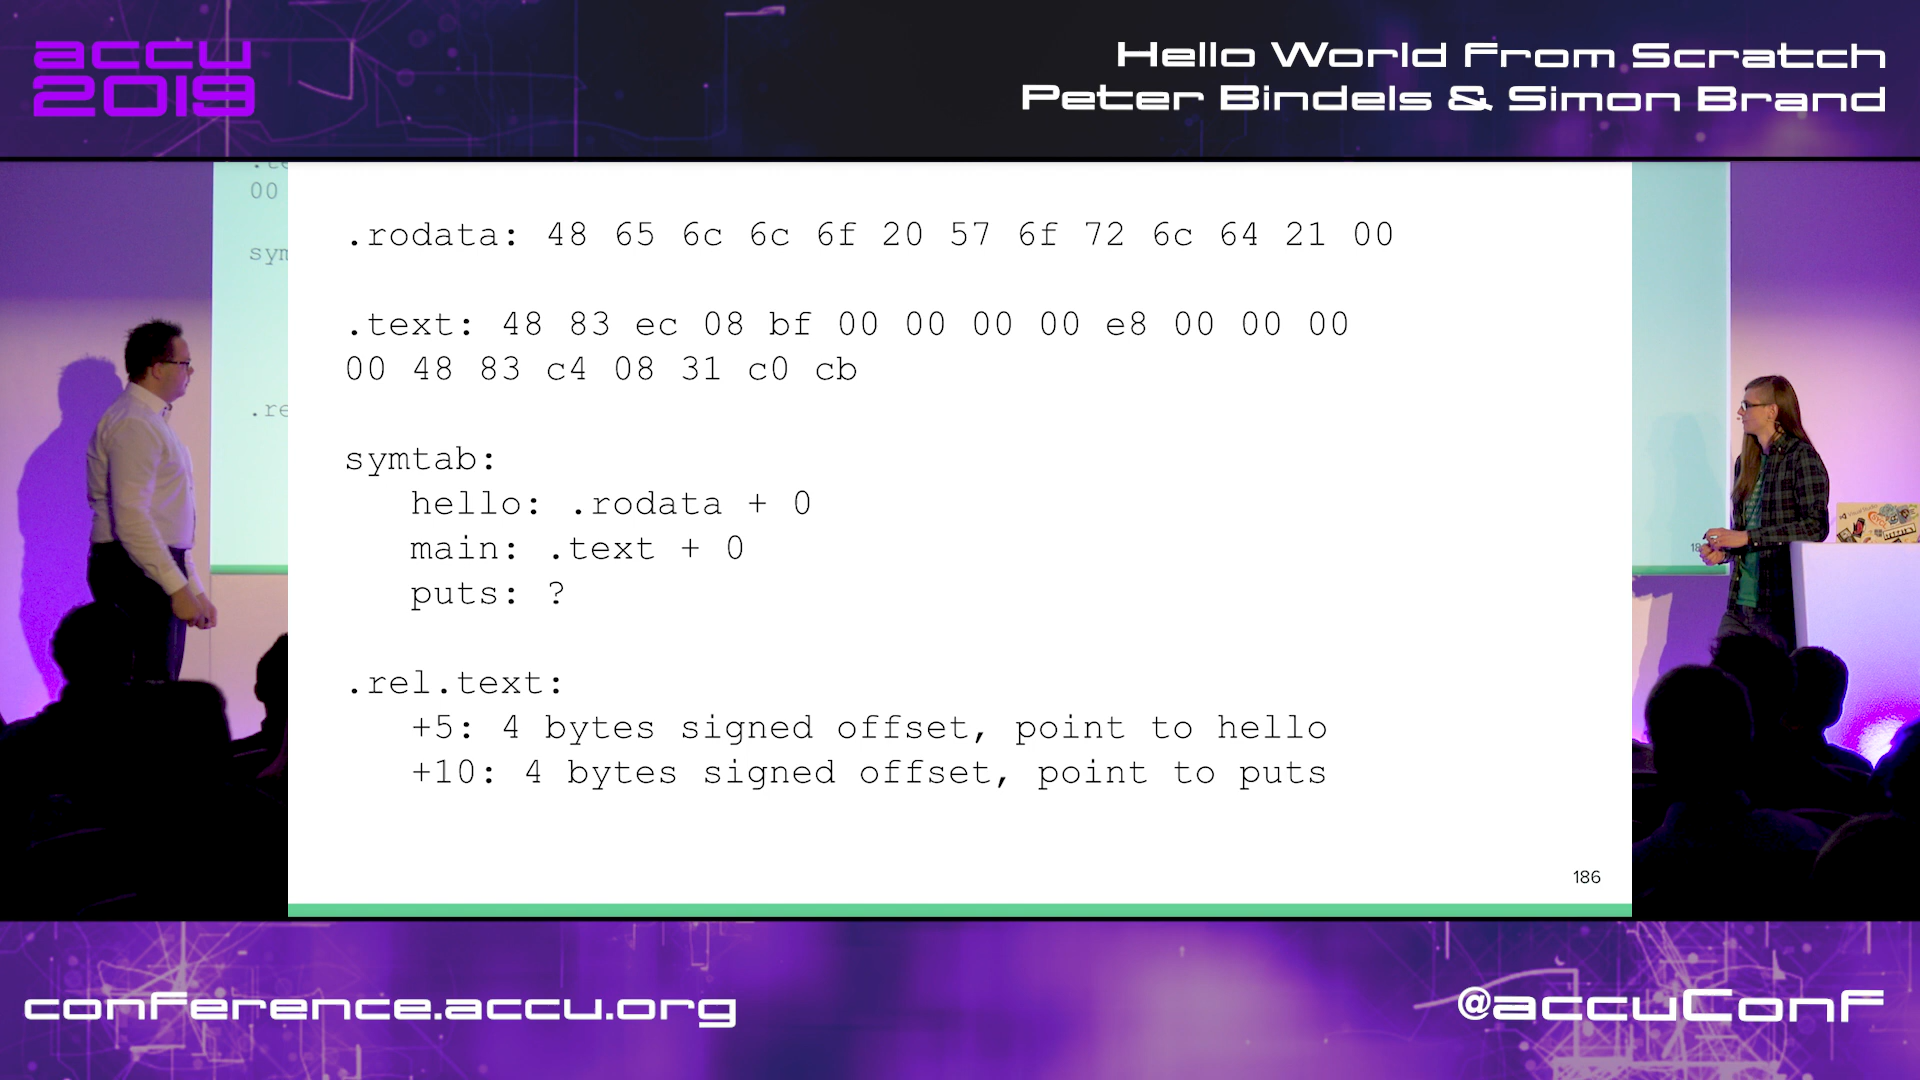 accu
2019
Hello World From Scratch
Peter Bindels & Simon Brand
.rodata: 48 65 6c 6c 6f 20 57 6f 72 6c 64 21 00
.text: 48 83 ec 08 bf 00 00 00 00 e8 00 00 00
00 48 83 c4 08 31 c0 cb
symtab:
hello: .rodata + 0
main: .text + 0
puts: ?
.rel.text:
+5: 4 bytes signed offset, point to hello
+10: 4 bytes signed offset, point to puts
186
00
sym
.re
conference.accu.org
@accuConf